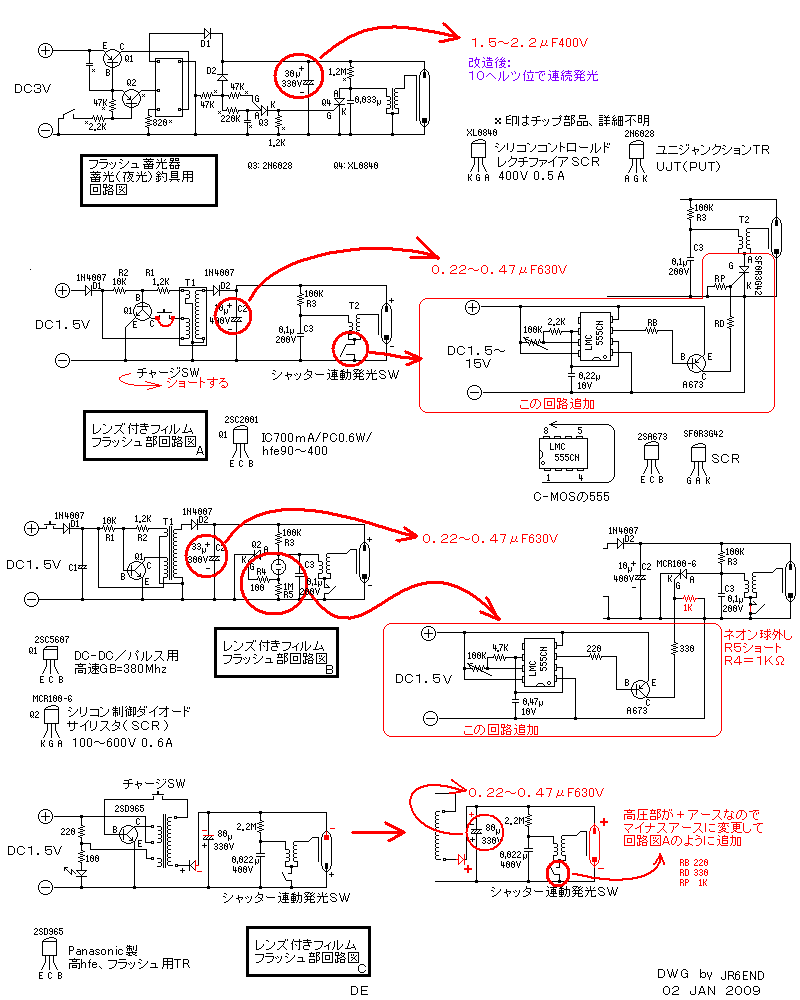 DC3V
E
C
Q1
B
Q2
47K
2.2K
820
D1
D2
47K
47K
220K
G
A
K
Q3
1.2K
30μ
330V
1.2M
Q4
A
G
K
0,033μ
1.5～2.2μF400V
改造後:
10ヘルツ位で連続発光
フラッシュ蓄光器
蓄光(夜光)釣具用
回路図
Q3:2N6028
Q4:XL0840
※印はチップ部品、詳細不明
XL0840
シリコンコントロールド
レクチファイアSCR
400V 0.5A
K G A
2N6028
ユニジャンクションTR
UJT(PUT)
A G K
1N4007
D1
R2
10K
R1
1.2K
T1
1N4007
D2
B
Q1
C
E
10μ
400V
C2
100K
R3
0,1μ
200V
C3
T2
DC1.5V
チャージSW
ショートする
シャッター連動発光SW
0.22～0.47μF630V
100K
R3
T2
C3
0,1μ
200V
RP
G
A
K
SF0R3G42
RD
DC1.5～
15V
100K
2.2K
LMC
555CN
RB
0,22μ
10V
B
E
C
A673
この回路追加
レンズ付きフィルム
フラッシュ部回路図
A
2SC2001
Q1
IC700mA/PC0.6W/
hfe90～400
E C B
8
5
LMC
555CN
1
4
C-MOSの555
2SA673
E C B
SF0R3G42
SCR
G A K
1N4007
D1
10K
R1
1.2K
R2
T1
1N4007
D2
DC1.5V
C1
Q1
B
C
E
33μ
300V
C2
Q2
K
A
G
R4
100
1M
R5
100K
R3
C3
0,1μ
200V
0.22～0.47μF630V
1N4007
D2
10μ
400V
C2
MCR100-6
K
A
G
1K
100K
R3
C3
0,1μ
200V
ネオン球外し
R5ショート
R4=1KΩ
330
DC1.5V
100K
4.7K
LMC
555CN
220
0,47μ
10V
B
E
C
A673
この回路追加
2SC5607
Q1
DC-DC/パルス用
高速GB=380Mhz
E C B
レンズ付きフィルム
フラッシュ部回路図
B
MCR100-6
Q2
シリコン制御ダイオード
サイリスタ(SCR)
100～600V 0.6A
K G A
チャージSW
2SD965
220
B
C
E
100
DC1.5V
80μ
330V
2.2M
0,022μ
400V
シャッター連動発光SW
0.22～0.47μF630V
80μ
330V
2.2M
0,022μ
400V
シャッター連動発光SW
高圧部が+アースなので
マイナスアースに変更して
回路図Aのように追加
RB 220
RD 330
RP 1K
2SD965
Panasonic製
高hfe、フラッシュ用TR
E C B
レンズ付きフィルム
フラッシュ部回路図
C
DE
DWG by JR6END
02 JAN 2009